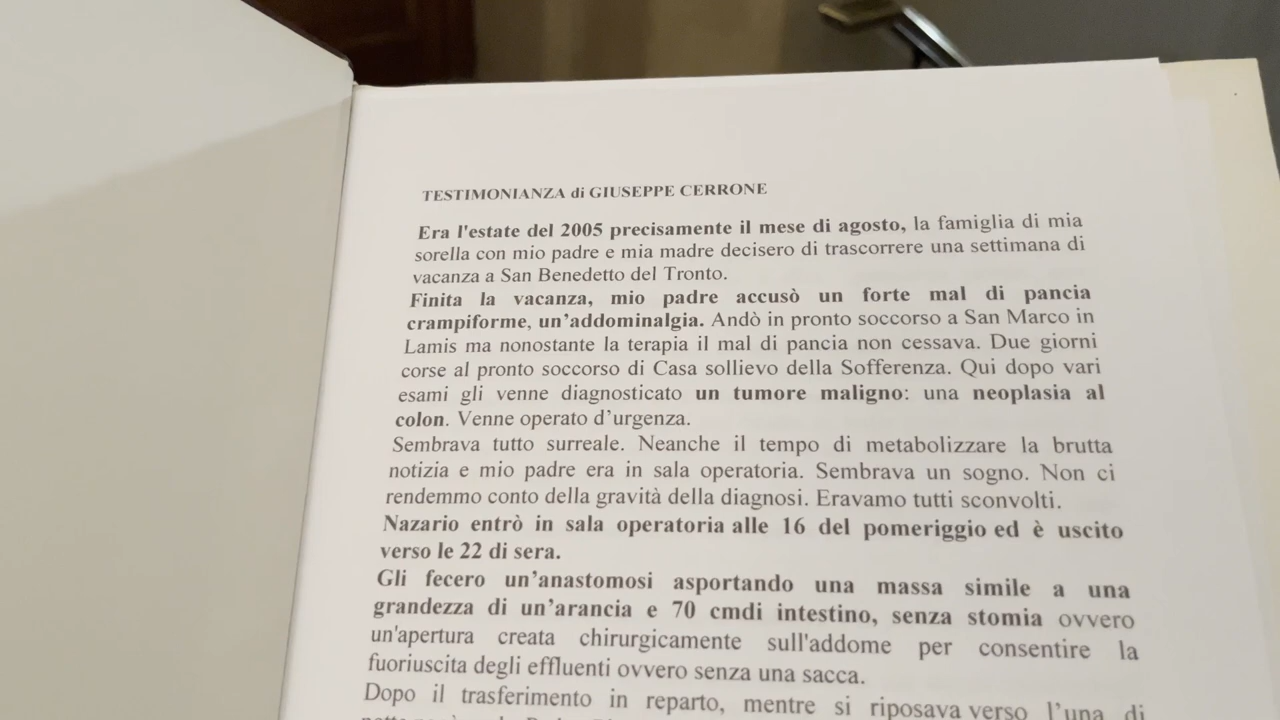 TESTIMONIANZA di GIUSEPPE CERRONE
Era l'estate del 2005 precisamente il mese di agosto, la famiglia di mia
sorella con mio padre e mia madre decisero di trascorrere una settimana di
vacanza a San Benedetto del Tronto.
Finita la vacanza, mio padre accusò un forte mal di pancia
crampiforme, un’addominalgia. Andò in pronto soccorso a San Marco in
Lamis ma nonostante la terapia il mal di pancia non cessava. Due giorni
corse al pronto soccorso di Casa sollievo della Sofferenza. Qui dopo vari
esami gli venne diagnosticato un tumore maligno: una neoplasia al
colon. Venne operato d’urgenza.
Sembrava tutto surreale. Neanche il tempo di metabolizzare la brutta
notizia e mio padre era in sala operatoria. Sembrava un sogno. Non ci
rendemmo conto della gravità della diagnosi. Eravamo tutti sconvolti.
Nazario entrò in sala operatoria alle 16 del pomeriggio ed è uscito
verso le 22 di sera.
Gli fecero un’anastomosi asportando una massa simile a una
grandezza di un’arancia e 70 cmdi intestino, senza stomia ovvero
un'apertura creata chirurgicamente sull'addome per consentire la
fuoriuscita degli effluenti ovvero senza una sacca.
Dopo il trasferimento in reparto, mentre si riposava verso l’una di